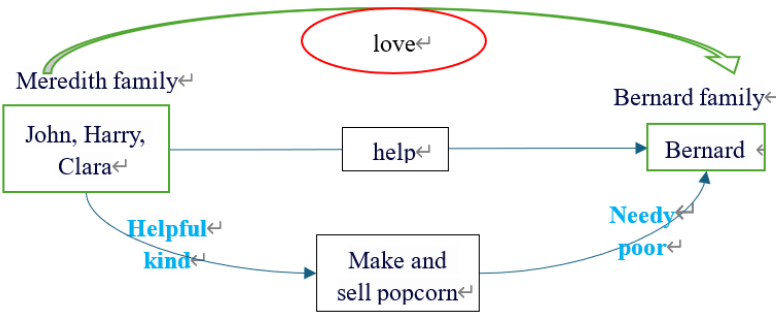 love
Meredith family
Bernard family
John, Harry,
Clara
help
Bernard
Helpful
kind
Needy
poor
Make and
sell popcorn